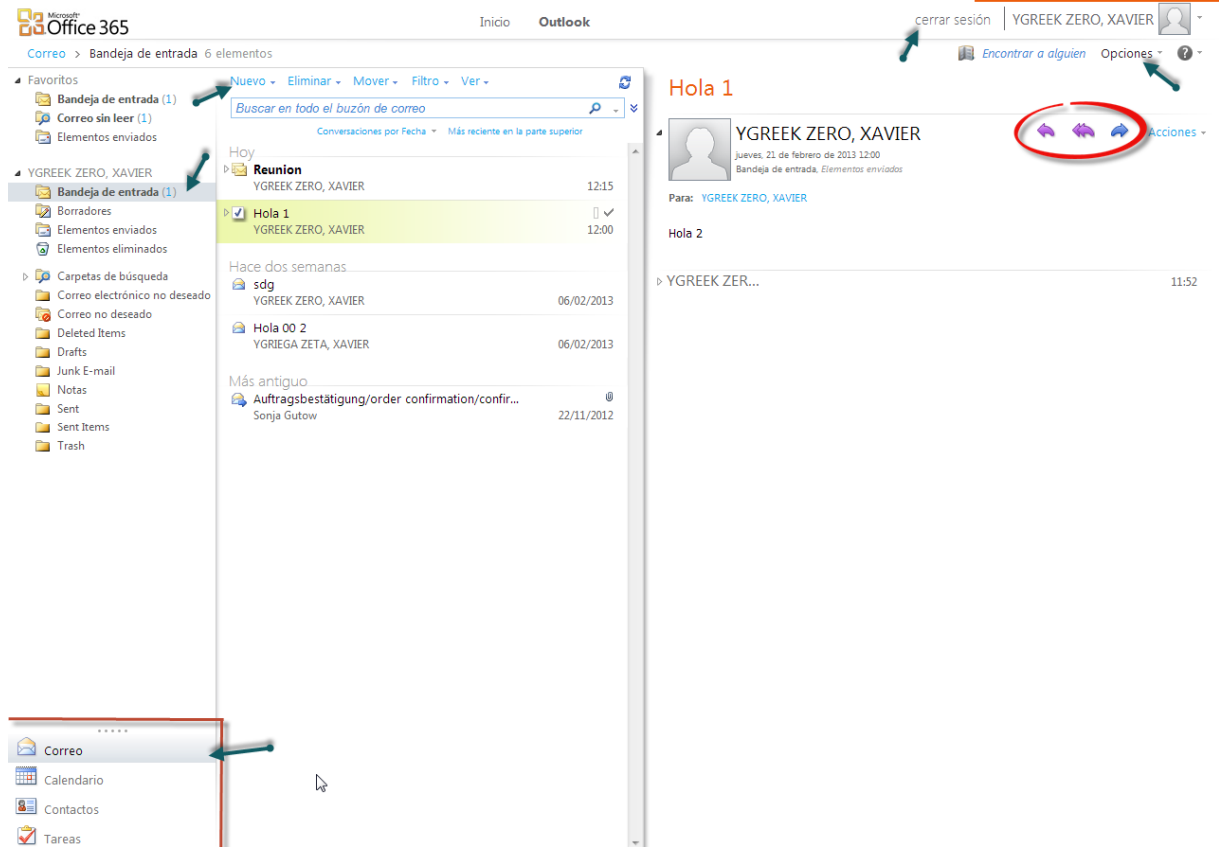 Microsoft
Office 365
Inicio Outlook
cerrar sesión YGREEK ZERO, XAVIER
Correo > Bandeja de entrada 6 elementos
Encontrar a alguien Opciones ?
Favoritos
Bandeja de entrada (1)
Correo sin leer (1)
Elementos enviados
YGREEK ZERO, XAVIER
Bandeja de entrada (1)
Borradores
Elementos enviados
Elementos eliminados
Carpetas de búsqueda
Correo electrónico no deseado
Correo no deseado
Deleted Items
Drafts
Junk E-mail
Notas
Sent
Sent Items
Trash
Correo
Calendario
Contactos
Tareas
Nuevo Eliminar Mover Filtro Ver
Buscar en todo el buzón de correo
Conversaciones por Fecha Más reciente en la parte superior
Hoy
Reunion
YGREEK ZERO, XAVIER 12:15
Hola 1
YGREEK ZERO, XAVIER 12:00
Hace dos semanas
sdg
YGREEK ZERO, XAVIER 06/02/2013
Hola 00 2
YGRIEGA ZETA, XAVIER 06/02/2013
Más antiguo
Auftragsbestätigung/order confirmation/confir...
Sonja Gutow 22/11/2012
Hola 1
YGREEK ZERO, XAVIER
Acciones
jueves, 21 de febrero de 2013 12:00
Bandeja de entrada, Elementos enviados
Para: YGREEK ZERO, XAVIER
Hola 2
YGREEK ZER... 11:52